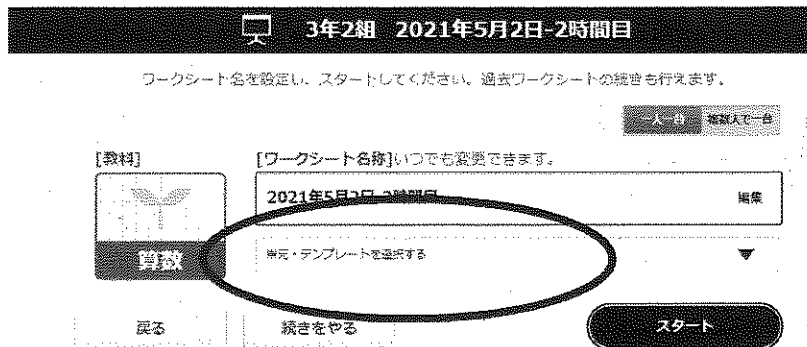 3年2組 2021年5月2日-2時間目
ワークシート名を設定し、スタートしてください。過去ワークシートの続きも行えます。
一人一台 複数人で一台
[教科] [ワークシート名称]いつでも変更できます。
2021年5月2日-2時間目 編集
算数 単元・テンプレートを選択する ▼
戻る 続きをやる スタート